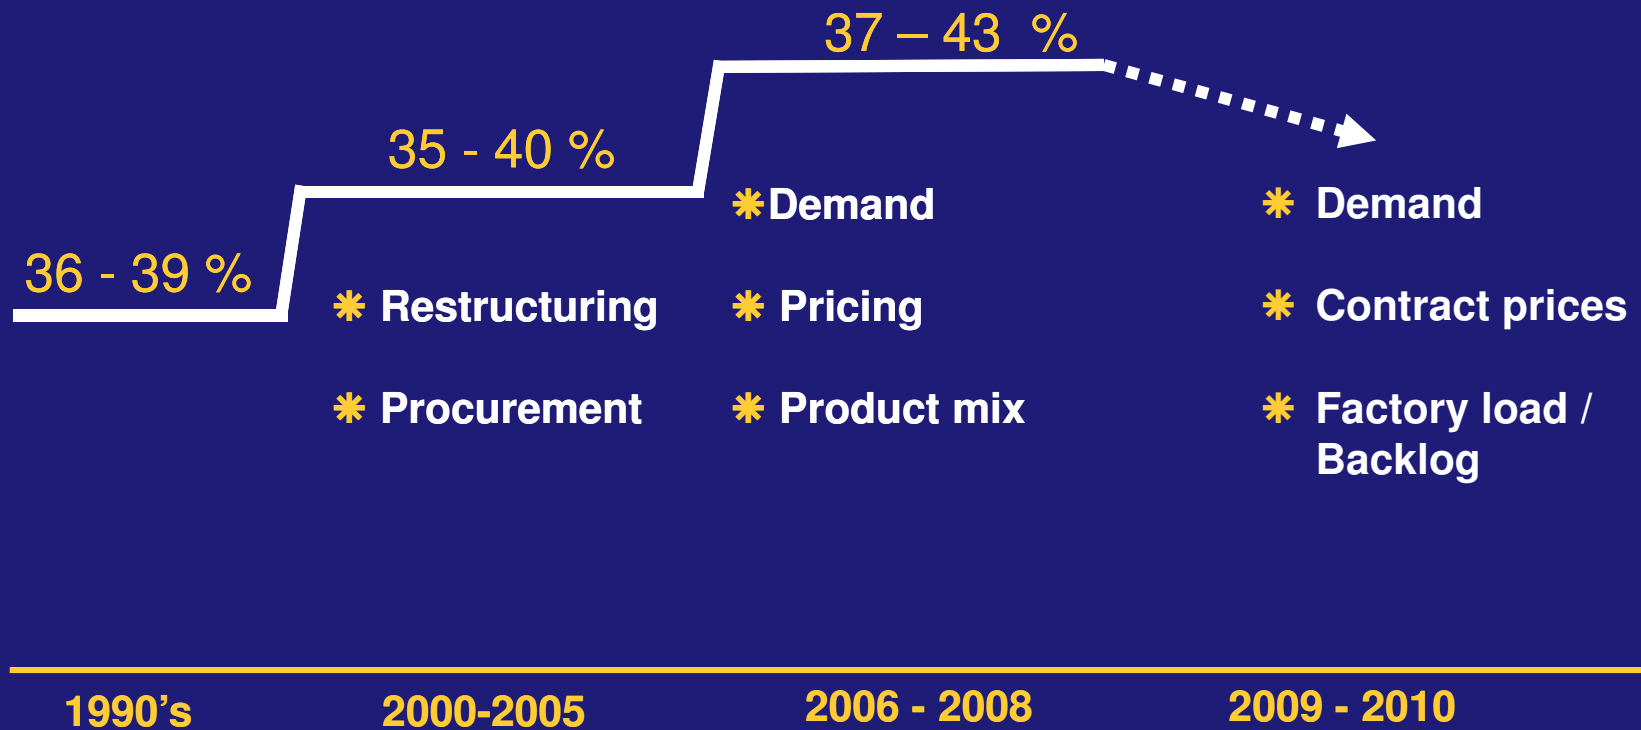 37 – 43 %
35 - 40 %
36 - 39 %
✷ Restructuring
✷ Procurement
✷Demand
✷ Pricing
✷ Product mix
✷ Demand
✷ Contract prices
✷ Factory load /
Backlog
1990’s
2000-2005
2006 - 2008
2009 - 2010